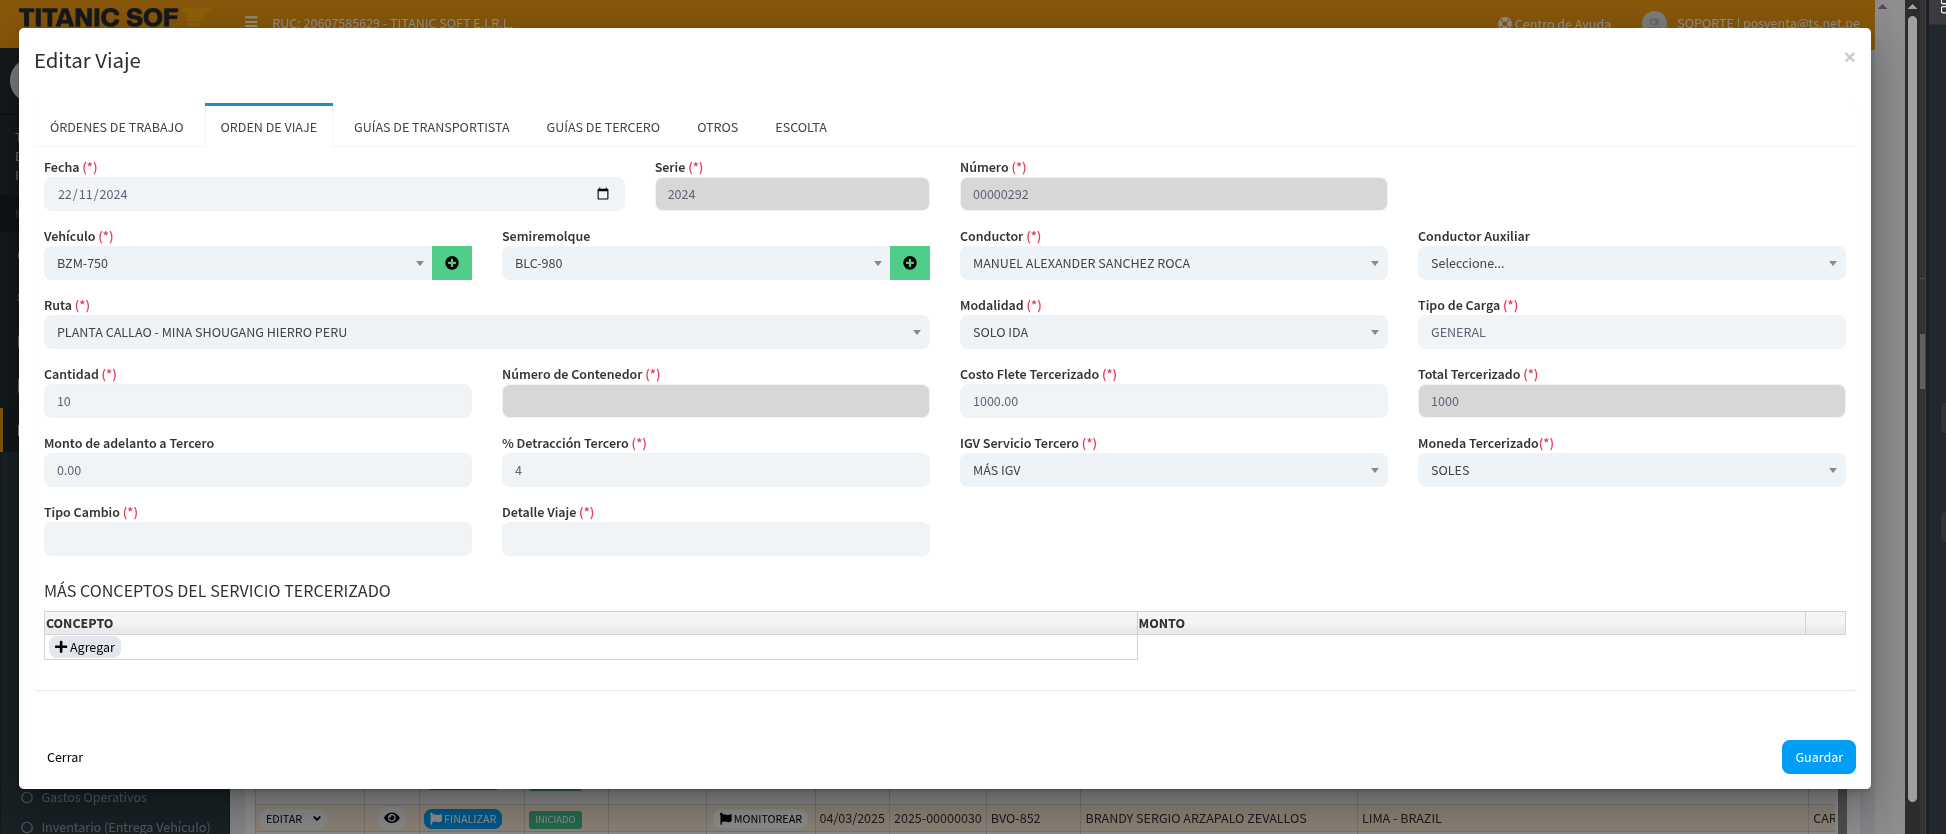 TITANIC SOF
RUC: 20607585629 - TITANIC SOFT E.I.R.L.
Centro de Ayuda
SOPORTE | posventa@ts.net.pe
Editar Viaje
×
ÓRDENES DE TRABAJO
ORDEN DE VIAJE
GUÍAS DE TRANSPORTISTA
GUÍAS DE TERCERO
OTROS
ESCOLTA
Fecha (*)
Serie (*)
Número (*)
22/11/2024
2024
00000292
Vehículo (*)
Semiremolque
Conductor (*)
Conductor Auxiliar
BZM-750
BLC-980
MANUEL ALEXANDER SANCHEZ ROCA
Seleccione...
Ruta (*)
Modalidad (*)
Tipo de Carga (*)
PLANTA CALLAO - MINA SHOUGANG HIERRO PERU
SOLO IDA
GENERAL
Cantidad (*)
Número de Contenedor (*)
Costo Flete Tercerizado (*)
Total Tercerizado (*)
10
1000.00
1000
Monto de adelanto a Tercero
% Detracción Tercero (*)
IGV Servicio Tercero (*)
Moneda Tercerizado(*)
0.00
4
MÁS IGV
SOLES
Tipo Cambio (*)
Detalle Viaje (*)
MÁS CONCEPTOS DEL SERVICIO TERCERIZADO
CONCEPTO
MONTO
Agregar
Cerrar
Guardar
Gastos Operativos
Inventario (Entrega Vehículo)
EDITAR
FINALIZAR
INICIADO
MONITOREAR
04/03/2025
2025-00000030
BVO-852
BRANDY SERGIO ARZAPALO ZEVALLOS
LIMA - BRAZIL
CAR